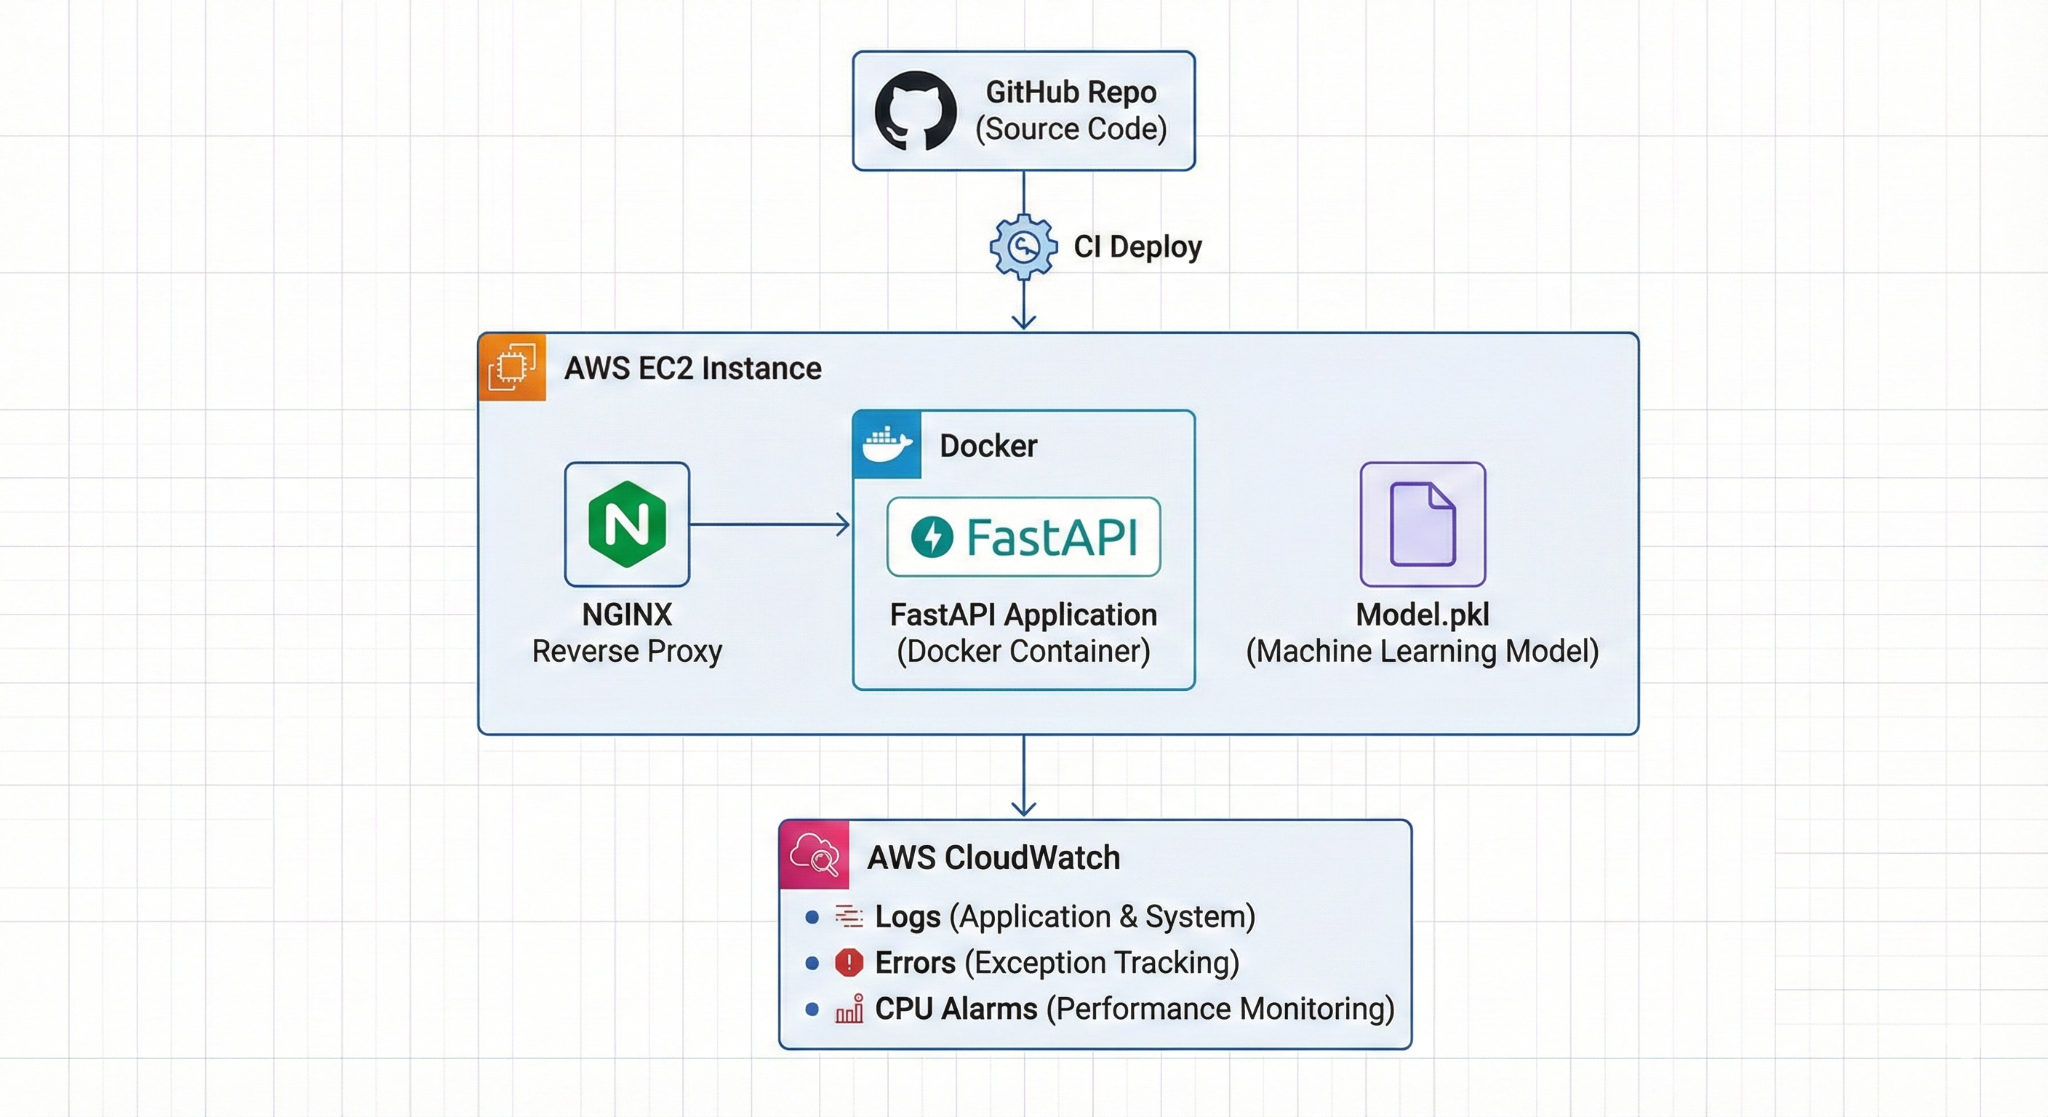 GitHub Repo
(Source Code)
CI Deploy
AWS EC2 Instance
Docker
N
FastAPI
NGINX
Reverse Proxy
FastAPI Application
(Docker Container)
Model.pkl
(Machine Learning Model)
AWS CloudWatch
Logs (Application & System)
Errors (Exception Tracking)
CPU Alarms (Performance Monitoring)